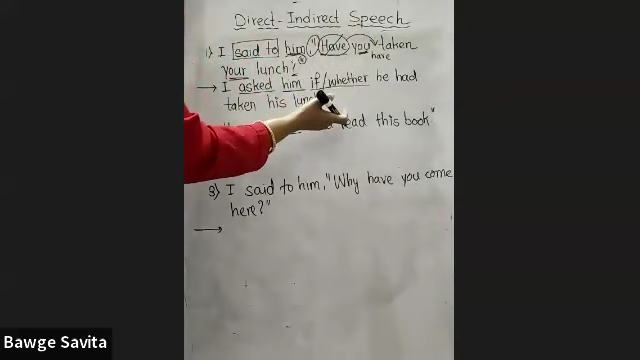 Direct-Indirect Speech
1) I said to him, "Have you taken
have
your lunch?"
→ I asked him if/whether he had
taken his
read this book"
3) I said to him, "Why have you come
here?"
→
Bawge Savita